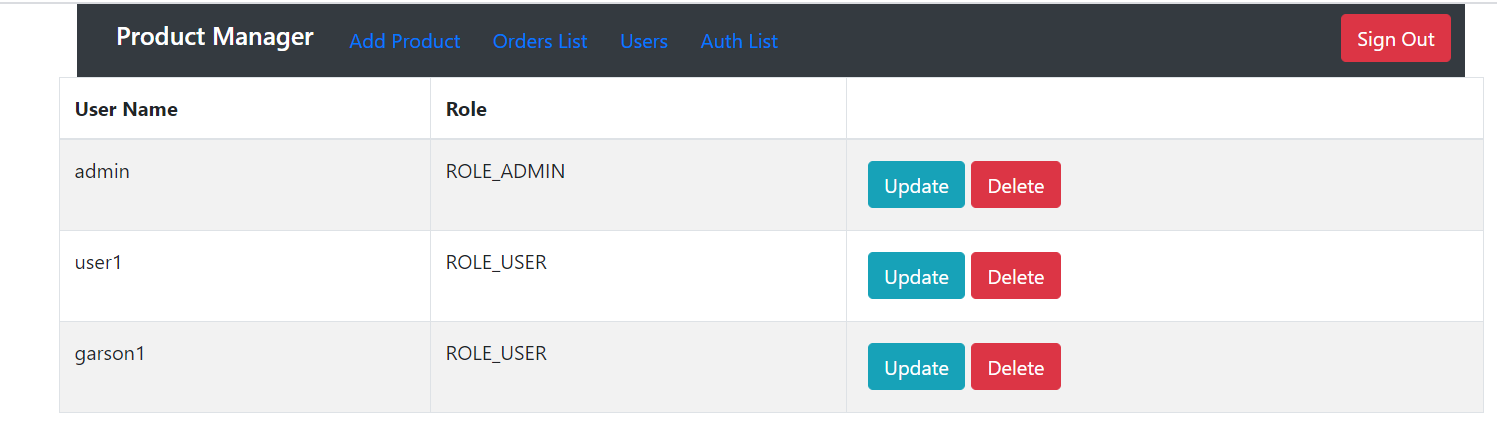 Product Manager Add Product Orders List Users Auth List Sign Out
User Name Role
admin ROLE_ADMIN Update Delete
user1 ROLE_USER Update Delete
garson1 ROLE_USER Update Delete